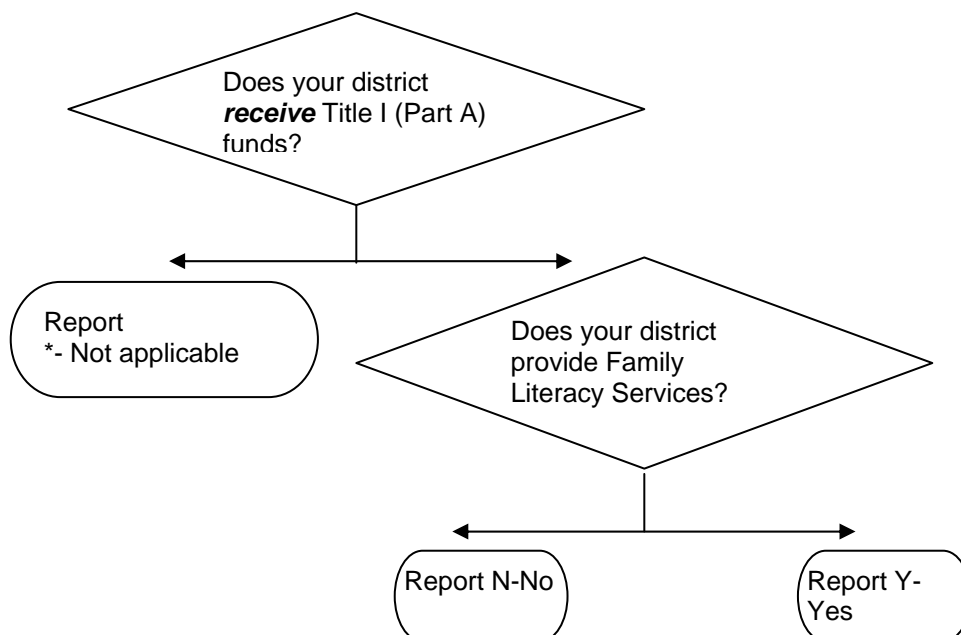 Does your district
receive Title I (Part A)
funds?
Report
*- Not applicable
Does your district
provide Family
Literacy Services?
Report N-No
Report Y-
Yes